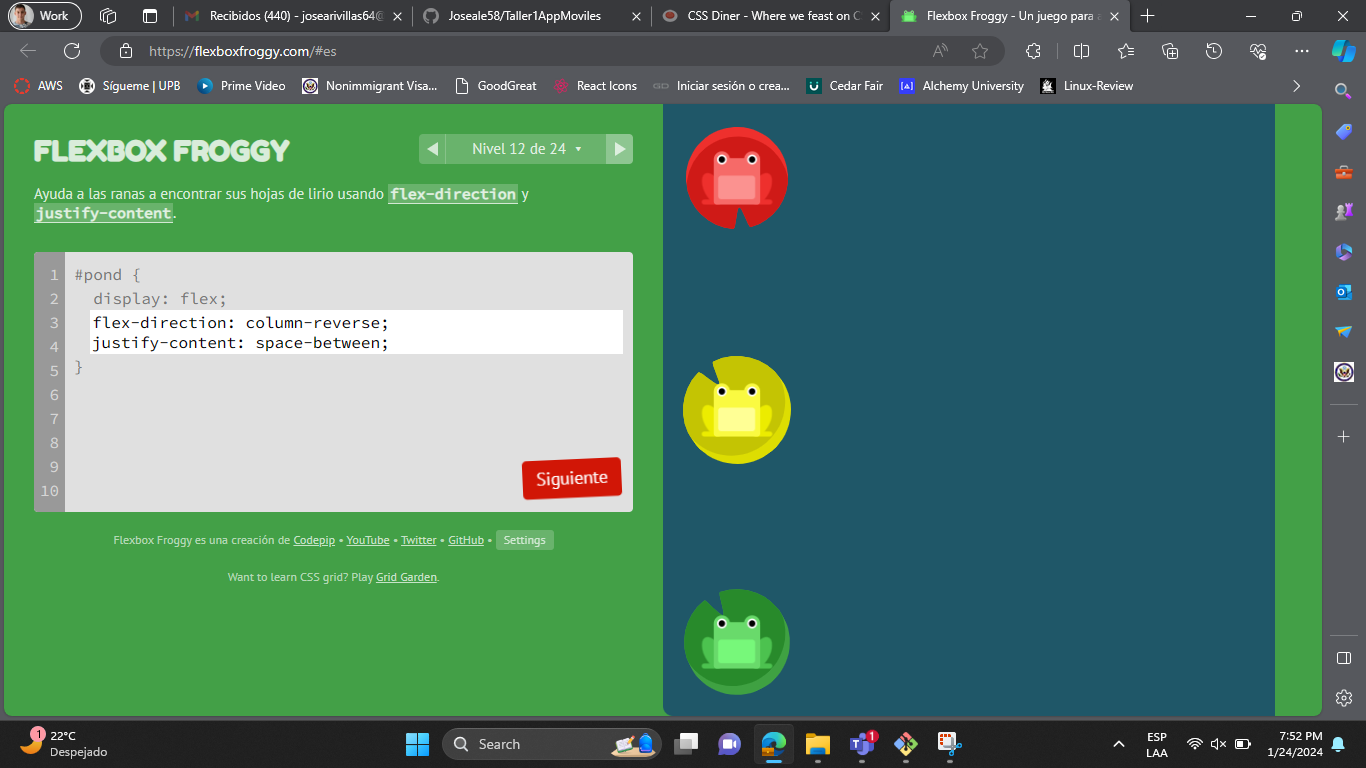 Work
Recibidos (440) - josearivillas64@
Joseale58/Taller1AppMoviles
CSS Diner - Where we feast on C
Flexbox Froggy - Un juego para a
https://flexboxfroggy.com/#es
AWS
Sígueme | UPB
Prime Video
Nonimmigrant Visa...
GoodGreat
React Icons
Iniciar sesión o crea...
Cedar Fair
Alchemy University
Linux-Review
FLEXBOX FROGGY
Nivel 12 de 24
Ayuda a las ranas a encontrar sus hojas de lirio usando flex-direction y
justify-content.
1 #pond {
2 display: flex;
3 flex-direction: column-reverse;
4 justify-content: space-between;
5 }
6
7
8
9
10
Siguiente
Flexbox Froggy es una creación de Codepip • YouTube • Twitter • GitHub • Settings
Want to learn CSS grid? Play Grid Garden.
1
22°C
Despejado
Search
1
ESP
LAA
7:52 PM
1/24/2024